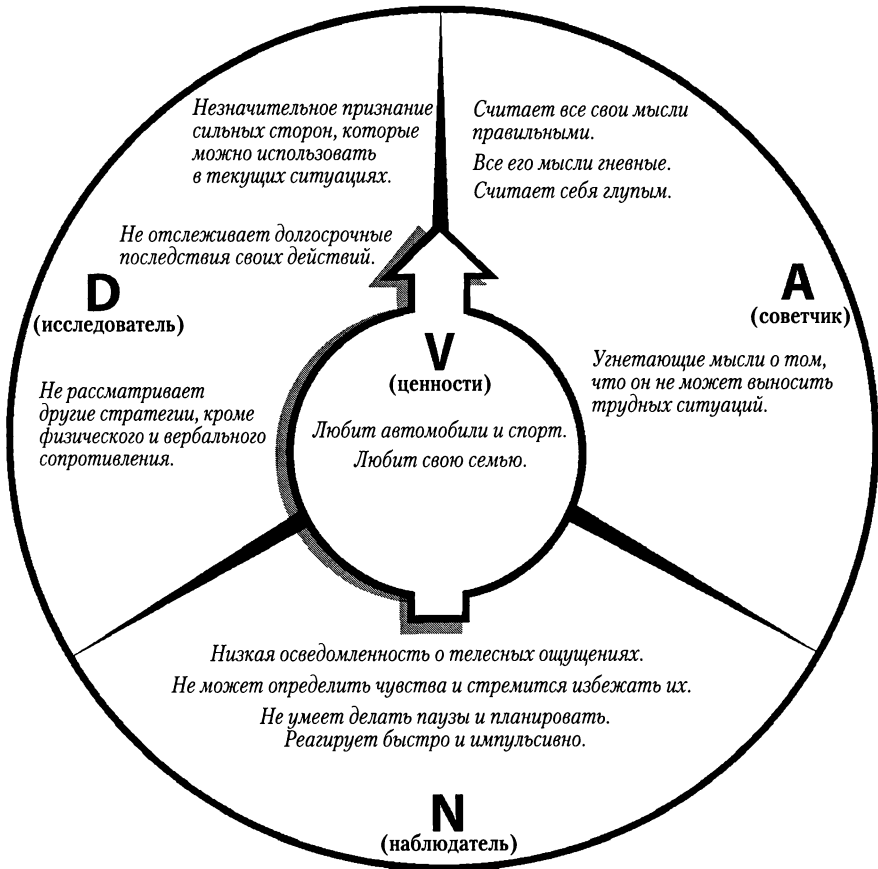 Незначительное признание
сильных сторон, которые
можно использовать
в текущих ситуациях.
Не отслеживает долгосрочные
последствия своих действий.
D
(исследователь)
Не рассматривает
другие стратегии, кроме
физического и вербального
сопротивления.
Считает все свои мысли
правильными.
Все его мысли гневные.
Считает себя глупым.
A
(советчик)
Угнетающие мысли о том,
что он не может выносить
трудных ситуаций.
V
(ценности)
Любит автомобили и спорт.
Любит свою семью.
Низкая осведомленность о телесных ощущениях.
Не может определить чувства и стремится избежать их.
Не умеет делать паузы и планировать.
Реагирует быстро и импульсивно.
N
(наблюдатель)